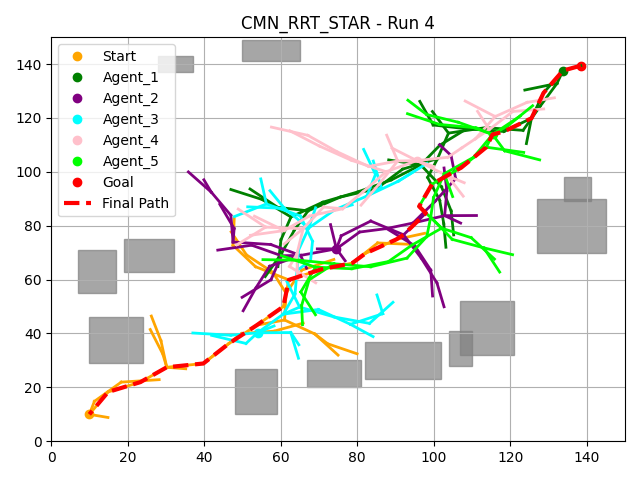 CMN_RRT_STAR - Run 4
Start
Agent_1
Agent_2
Agent_3
Agent_4
Agent_5
Goal
Final Path
140
120
100
80
60
40
20
0
0 20 40 60 80 100 120 140